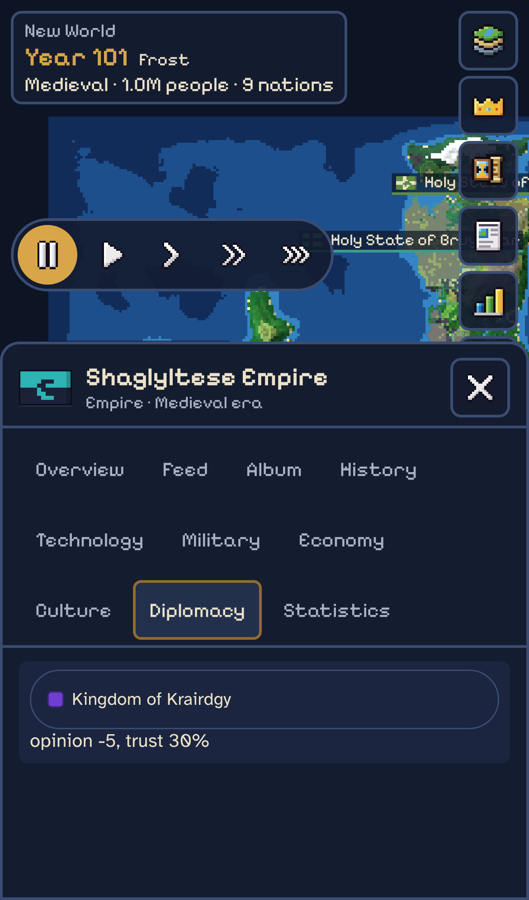 New World
Year 101 Frost
Medieval · 1.0M people · 9 nations
Holy
of
Holy State of
Shaglyltese Empire
Empire · Medieval era
Overview Feed Album History
Technology Military Economy
Culture Diplomacy Statistics
Kingdom of Krairdgy
opinion -5, trust 30%